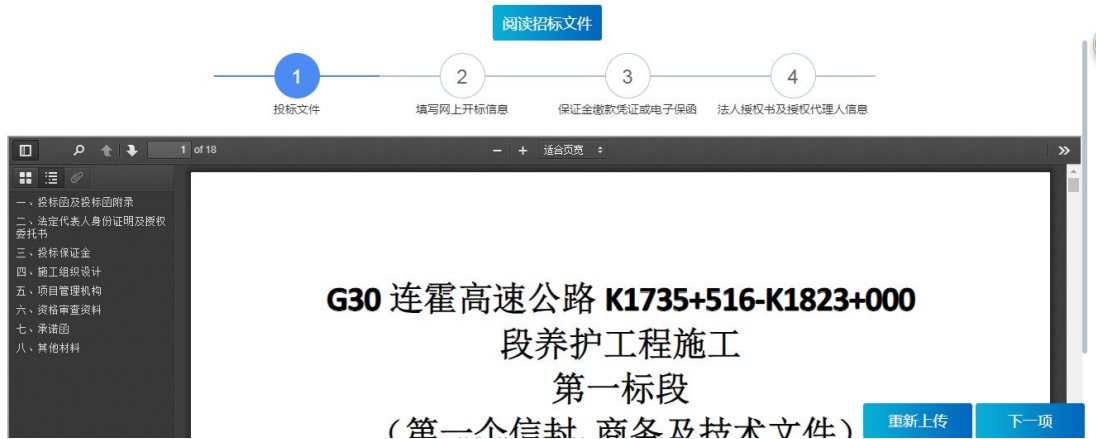 阅读招标文件
1
2
3
4
投标文件
填写网上开标信息
保证金缴款凭证或电子保函
法人授权书及授权代理人信息
1 of 18
适合页宽
一、投标函及投标函附录
二、法定代表人身份证明及授权
委托书
三、投标保证金
四、施工组织设计
五、项目管理机构
六、资格审查资料
七、承诺函
八、其他材料
G30 连霍高速公路 K1735+516-K1823+000
段养护工程施工
第一标段
（第一个信封 商务及技术文件）
重新上传
下一项